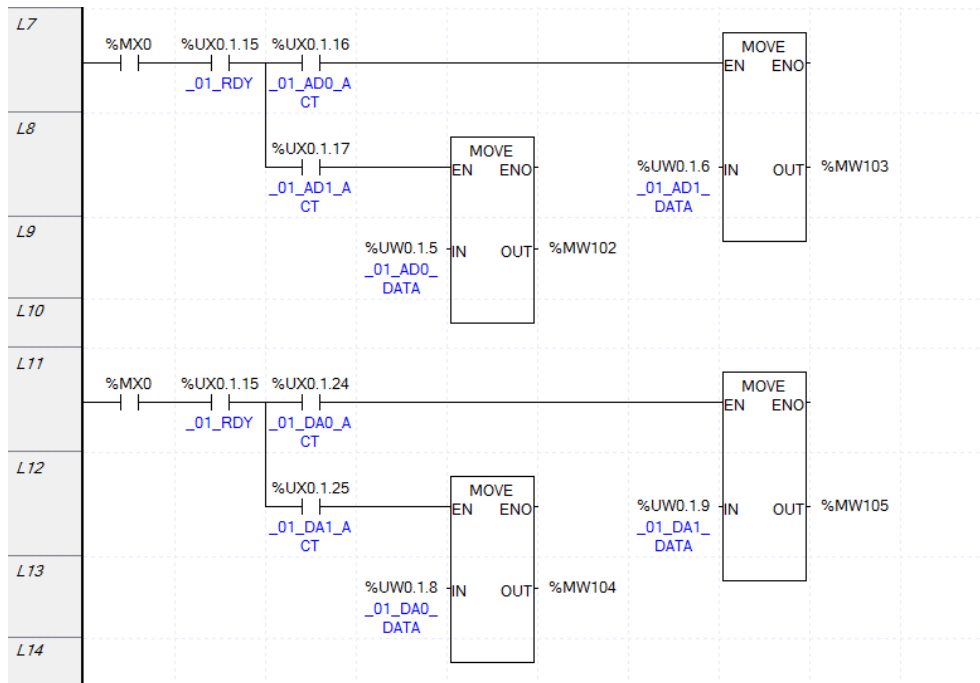 L7
%MX0 %UX0.1.15 %UX0.1.16
MOVE
EN ENO
_01_RDY _01_AD0_A
CT
L8
%UX0.1.17
MOVE
EN ENO
%UW0.1.6 IN OUT %MW103
_01_AD1_A
CT
_01_AD1_
DATA
L9
%UW0.1.5 IN OUT %MW102
_01_AD0_
DATA
L10
L11
%MX0 %UX0.1.15 %UX0.1.24
MOVE
EN ENO
_01_RDY _01_DA0_A
CT
L12
%UX0.1.25
MOVE
EN ENO
%UW0.1.9 IN OUT %MW105
_01_DA1_A
CT
_01_DA1_
DATA
L13
%UW0.1.8 IN OUT %MW104
_01_DA0_
DATA
L14